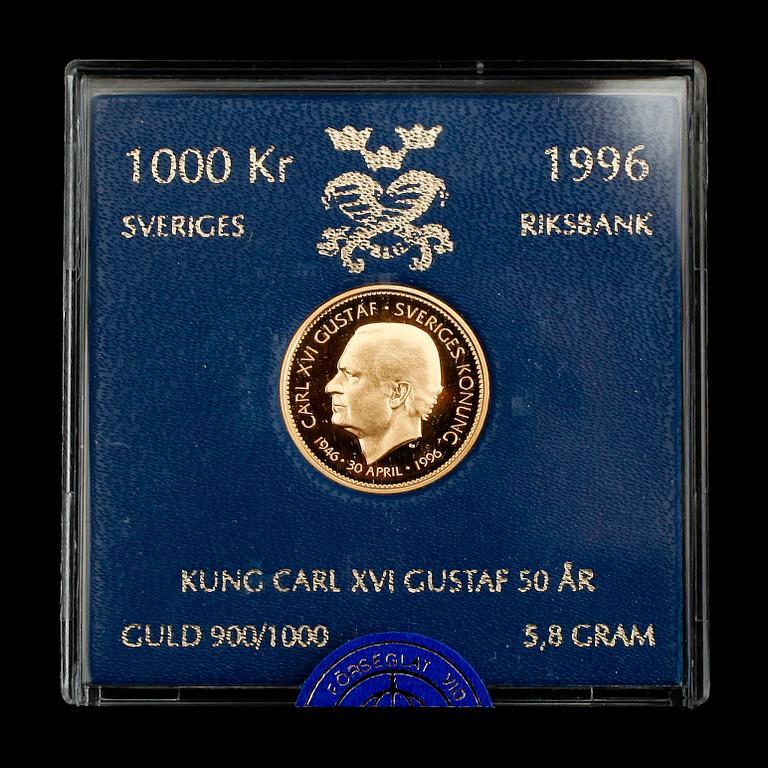 1000 Kr
1996
SVERIGES
RIKSBANK
CARL XVI GUSTAF · SVERIGES KONUNG
1946 · 30 APRIL · 1996
KUNG CARL XVI GUSTAF 50 ÅR
GULD 900/1000
5,8 GRAM
FÖRSEGLAT VID